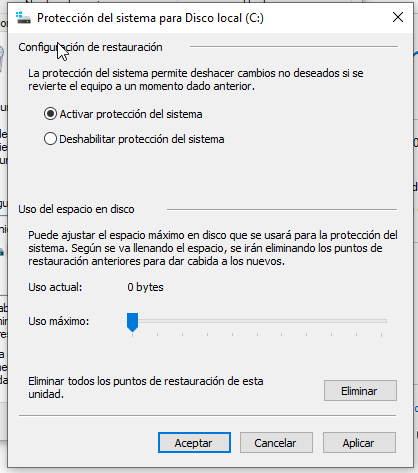 Protección del sistema para Disco local (C:)
Configuración de restauración
La protección del sistema permite deshacer cambios no deseados si se
revierte el equipo a un momento dado anterior.
Activar protección del sistema
Deshabilitar protección del sistema
Uso del espacio en disco
Puede ajustar el espacio máximo en disco que se usará para la protección del
sistema. Según se va llenando el espacio, se irán eliminando los puntos de
restauración anteriores para dar cabida a los nuevos.
Uso actual: 0 bytes
Uso máximo:
Eliminar todos los puntos de restauración de esta
unidad.
Eliminar
Aceptar Cancelar Aplicar